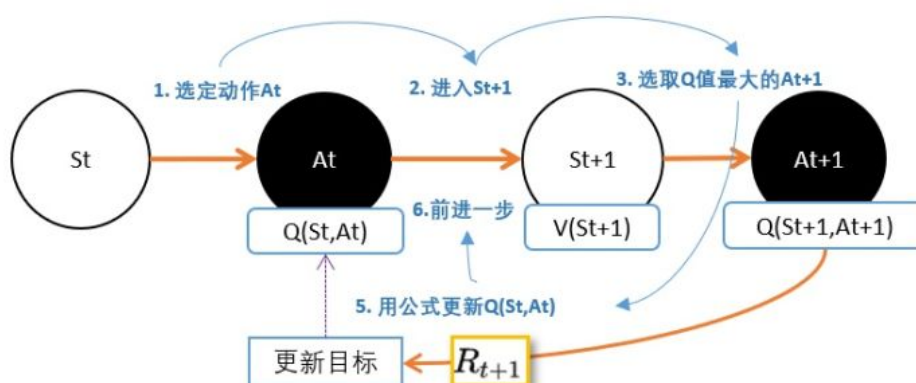 1. 选定动作At
2. 进入St+1
3. 选取Q值最大的At+1
St
At
St+1
At+1
Q(St,At)
6.前进一步
V(St+1)
Q(St+1,At+1)
5. 用公式更新Q(St,At)
更新目标
R_{t+1}